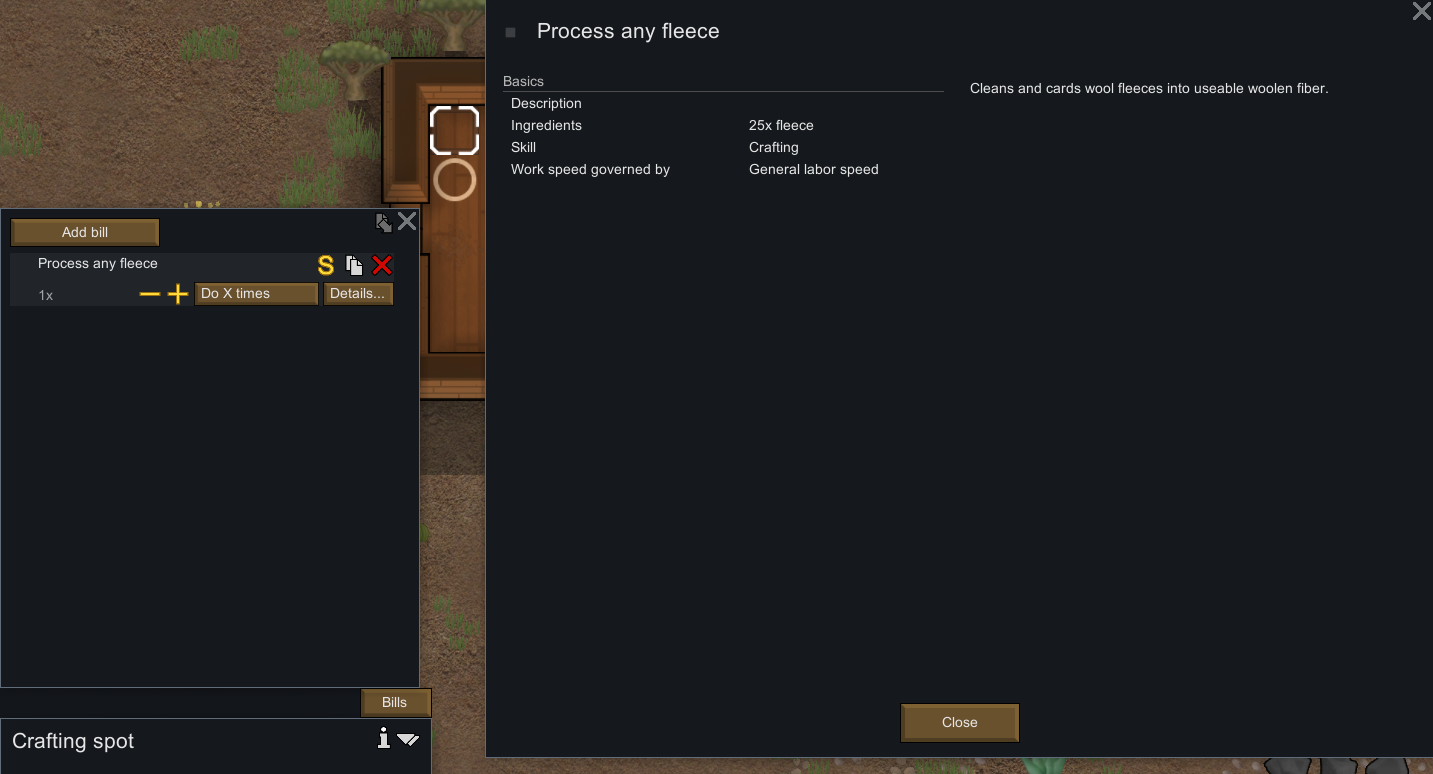 Process any fleece
Basics
Description
Cleans and cards wool fleeces into useable woolen fiber.
Ingredients 25x fleece
Skill Crafting
Work speed governed by General labor speed
Add bill
Process any fleece S
1x Do X times Details...
Bills
Close
Crafting spot